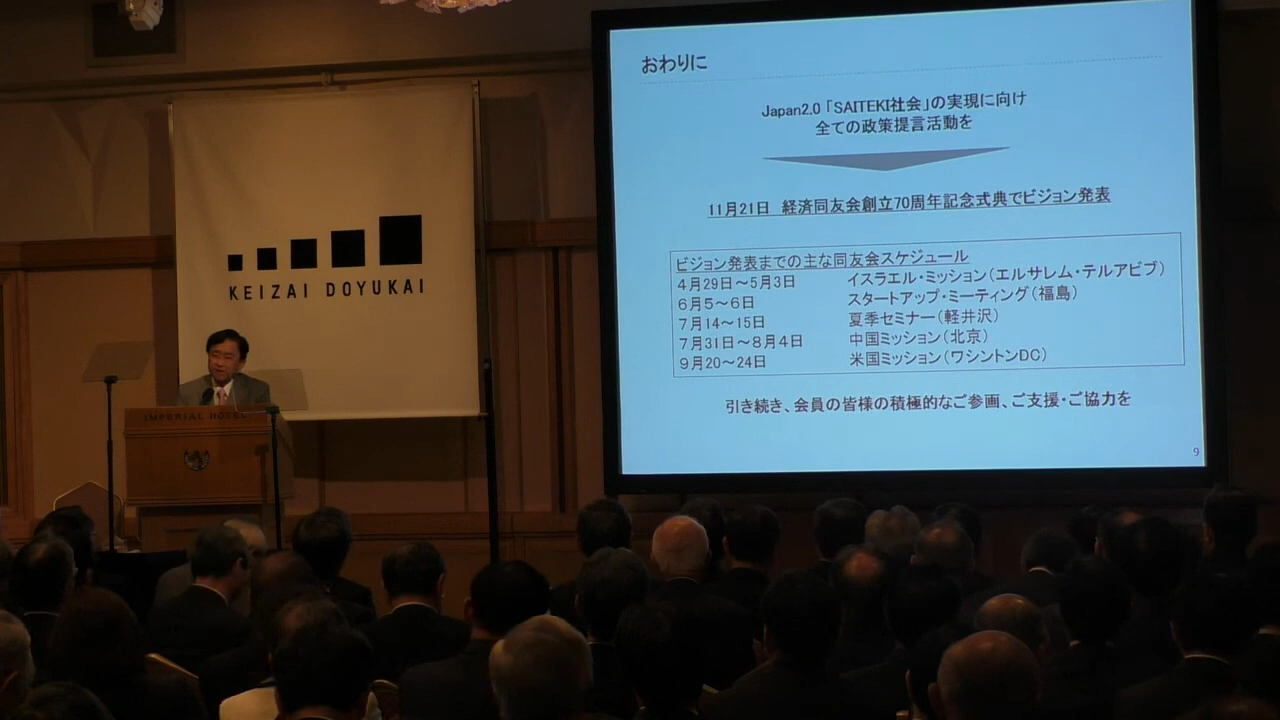 おわりに
Japan2.0 「SAITEKI社会」の実現に向け
全ての政策提言活動を
11月21日　経済同友会創立70周年記念式典でビジョン発表
ビジョン発表までの主な同友会スケジュール
4月29日～5月3日　イスラエル・ミッション（エルサレム・テルアビブ）
6月5～6日　スタートアップ・ミーティング（福島）
7月14～15日　夏季セミナー（軽井沢）
7月31日～8月4日　中国ミッション（北京）
9月20～24日　米国ミッション（ワシントンDC）
引き続き、会員の皆様の積極的なご参画、ご支援・ご協力を
9
KEIZAI DOYUKAI
IMPERIAL HOTEL